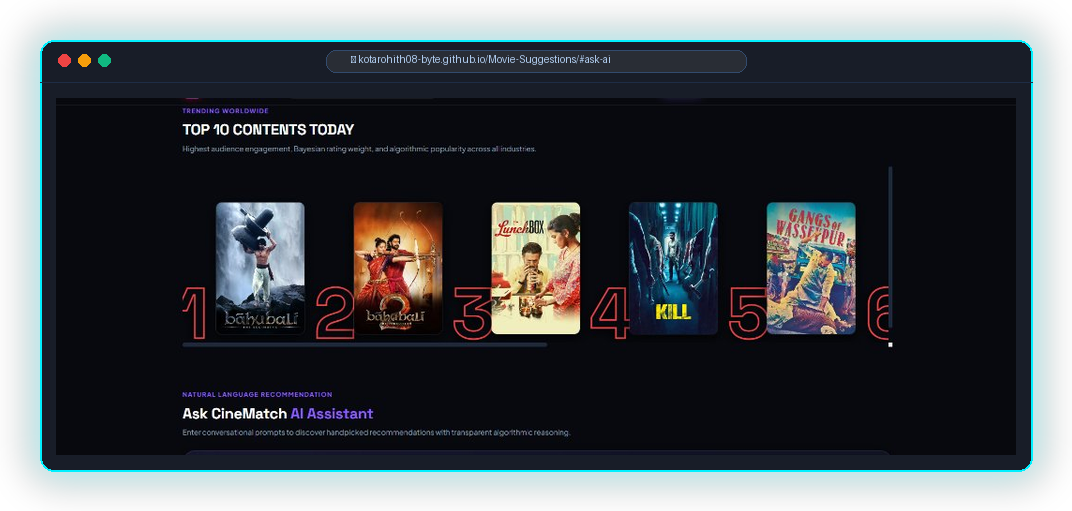 kotarohith08-byte.github.io/Movie-Suggestions/#ask-ai
TRENDING WORLDWIDE
TOP 10 CONTENTS TODAY
Highest audience engagement, Bayesian rating weight, and algorithmic popularity across all industries.
1 2 3 4 5 6
bāhubali
bāhubali
The LunchBOX
KILL
GANGS OF WASSEYPUR
NATURAL LANGUAGE RECOMMENDATION
Ask CineMatch AI Assistant
Enter conversational prompts to discover handpicked recommendations with transparent algorithmic reasoning.